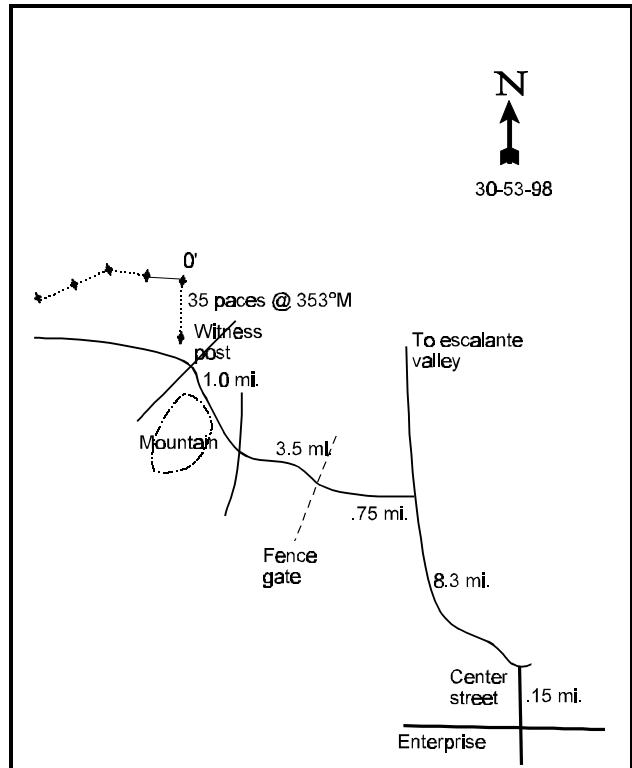 N
30-53-98
0'
35 paces @ 353°M
Witness
post
To escalante
valley
1.0 mi.
Mountain
3.5 mi.
.75 mi.
Fence
gate
8.3 mi.
Center
street
.15 mi.
Enterprise